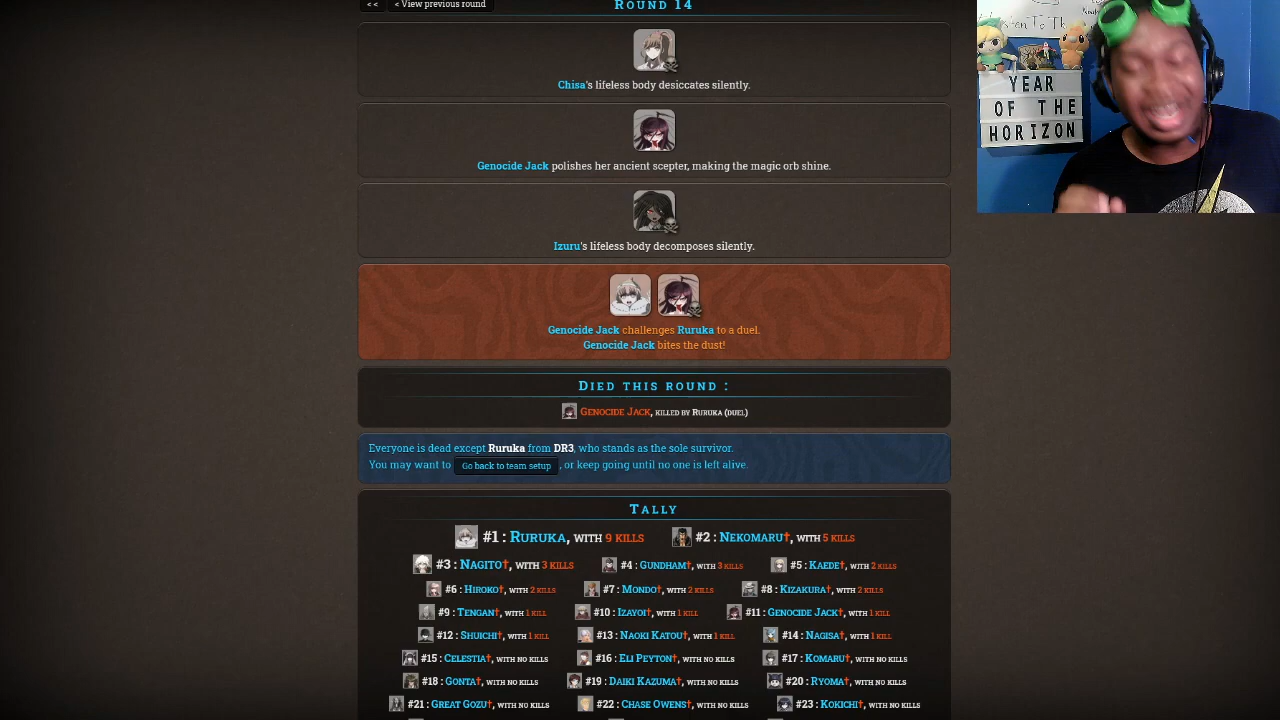 << < View previous round
ROUND 14
Chisa's lifeless body desiccates silently.
Genocide Jack polishes her ancient scepter, making the magic orb shine.
Izuru's lifeless body decomposes silently.
Genocide Jack challenges Ruruka to a duel.
Genocide Jack bites the dust!
DIED THIS ROUND :
GENOCIDE JACK, KILLED BY RURUKA (DUEL)
Everyone is dead except Ruruka from DR3, who stands as the sole survivor.
You may want to Go back to team setup, or keep going until no one is left alive.
TALLY
#1 : RURUKA, WITH 9 KILLS #2 : NEKOMARU†, WITH 5 KILLS
#3 : NAGITO†, WITH 3 KILLS #4 : GUNDHAM†, WITH 3 KILLS #5 : KAEDE†, WITH 2 KILLS
#6 : HIROKO†, WITH 2 KILLS #7 : MONDO†, WITH 2 KILLS #8 : KIZAKURA†, WITH 2 KILLS
#9 : TENGAN†, WITH 1 KILL #10 : IZAYOI†, WITH 1 KILL #11 : GENOCIDE JACK†, WITH 1 KILL
#12 : SHUICHI†, WITH 1 KILL #13 : NAOKI KATOU†, WITH 1 KILL #14 : NAGISA†, WITH 1 KILL
#15 : CELESTIA†, WITH NO KILLS #16 : ELI PEYTON†, WITH NO KILLS #17 : KOMARU†, WITH NO KILLS
#18 : GONTA†, WITH NO KILLS #19 : DAIKI KAZUMA†, WITH NO KILLS #20 : RYOMA†, WITH NO KILLS
#21 : GREAT GOZU†, WITH NO KILLS #22 : CHASE OWENS†, WITH NO KILLS #23 : KOKICHI†, WITH NO KILLS
YEAR
OF THE
HORIZON